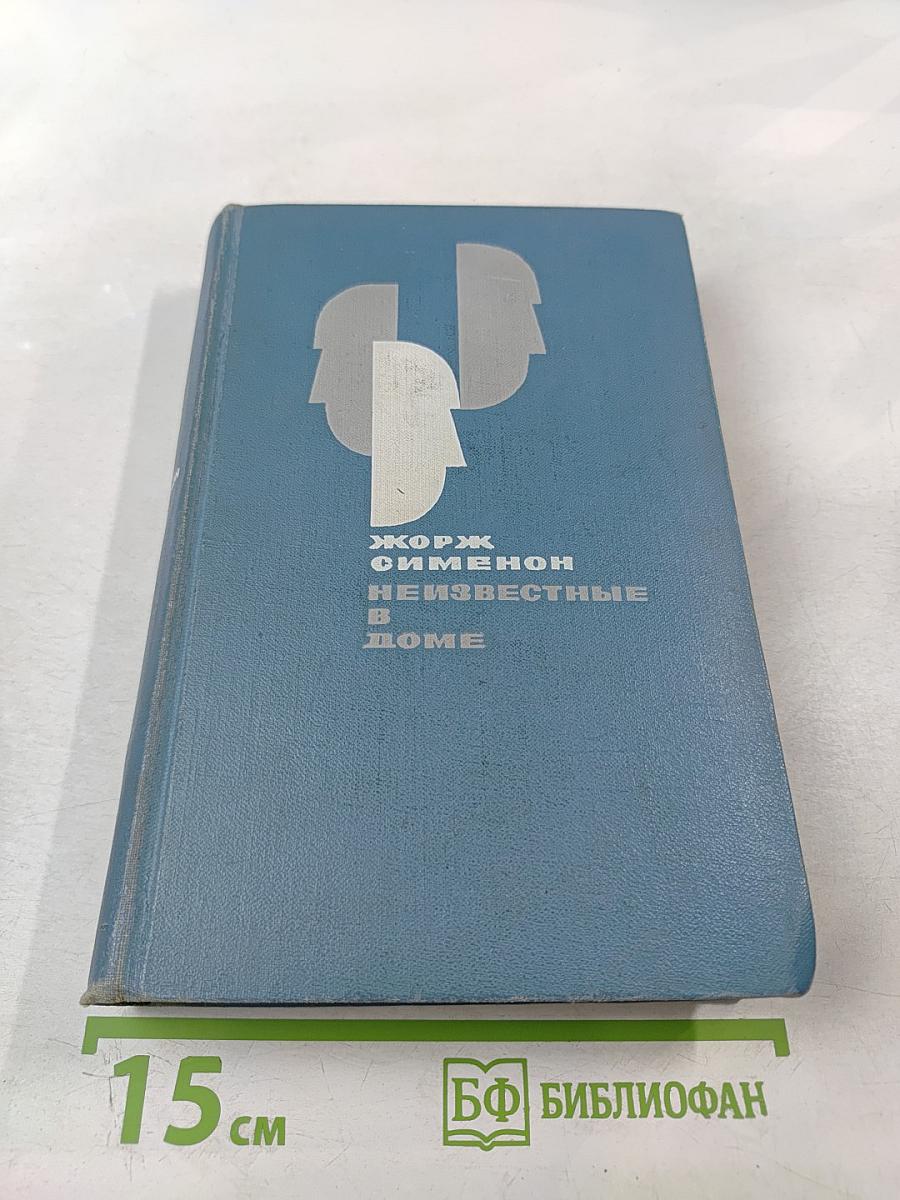 ЖОРЖ
СИМЕНОН
НЕИЗВЕСТНЫЕ
В
ДОМЕ
15 см
БФ БИБЛИОФАН